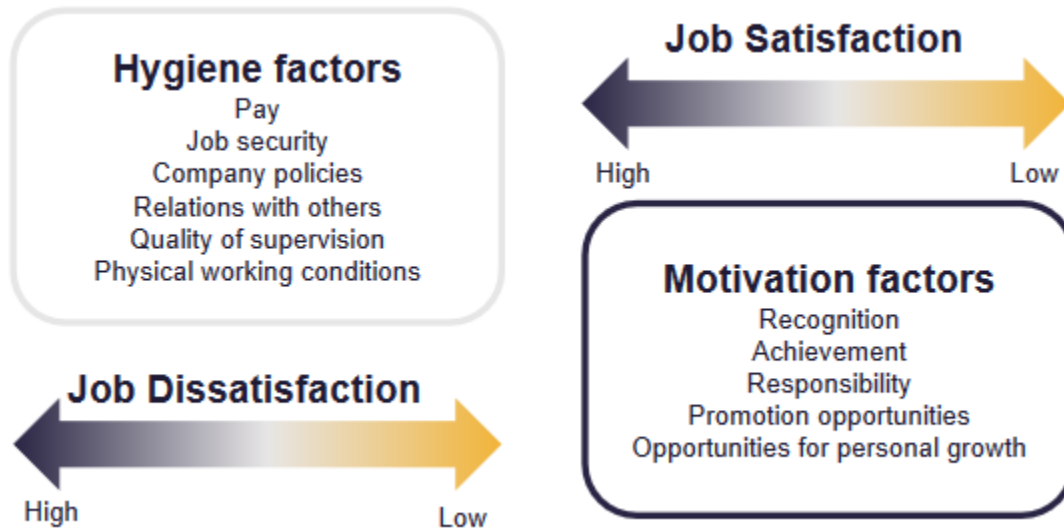 Hygiene factors
Pay
Job security
Company policies
Relations with others
Quality of supervision
Physical working conditions
Job Dissatisfaction
High
Low
Job Satisfaction
High
Low
Motivation factors
Recognition
Achievement
Responsibility
Promotion opportunities
Opportunities for personal growth